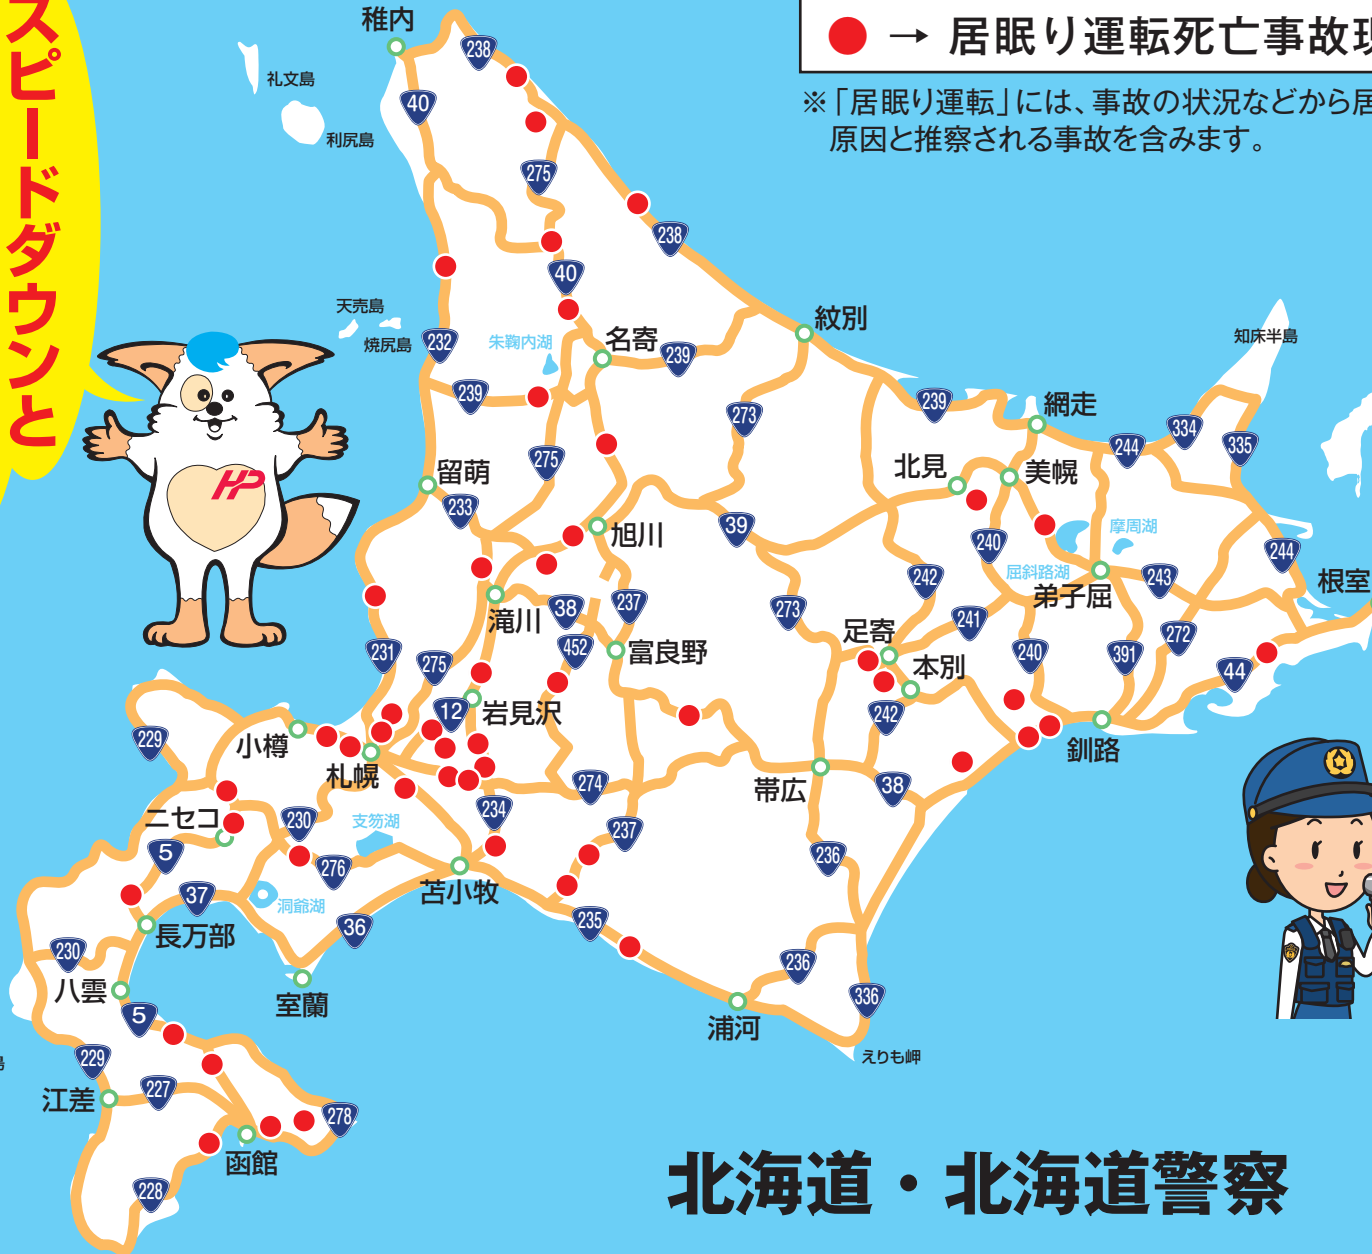 スピードダウンと
● → 居眠り運転死亡事故現
※「居眠り運転」には、事故の状況などから居
原因と推察される事故を含みます。
稚内
238
礼文島
40
利尻島
275
238
40
天売島
焼尻島
232
朱鞠内湖
名寄
239
紋別
知床半島
239
273
239
網走
334
244
335
275
北見
美幌
留萌
233
旭川
39
240
摩周湖
244
屈斜路湖
弟子屈
243
根室
242
滝川
38
237
273
241
足寄
272
452
富良野
231
275
240
391
44
本別
12
岩見沢
242
229
小樽
札幌
釧路
274
帯広
38
ニセコ
230
支笏湖
234
237
5
276
236
37
洞爺湖
苫小牧
36
235
長万部
230
236
八雲
室蘭
336
5
浦河
えりも岬
島
229
227
江差
278
函館
228
HP
北海道・北海道警察